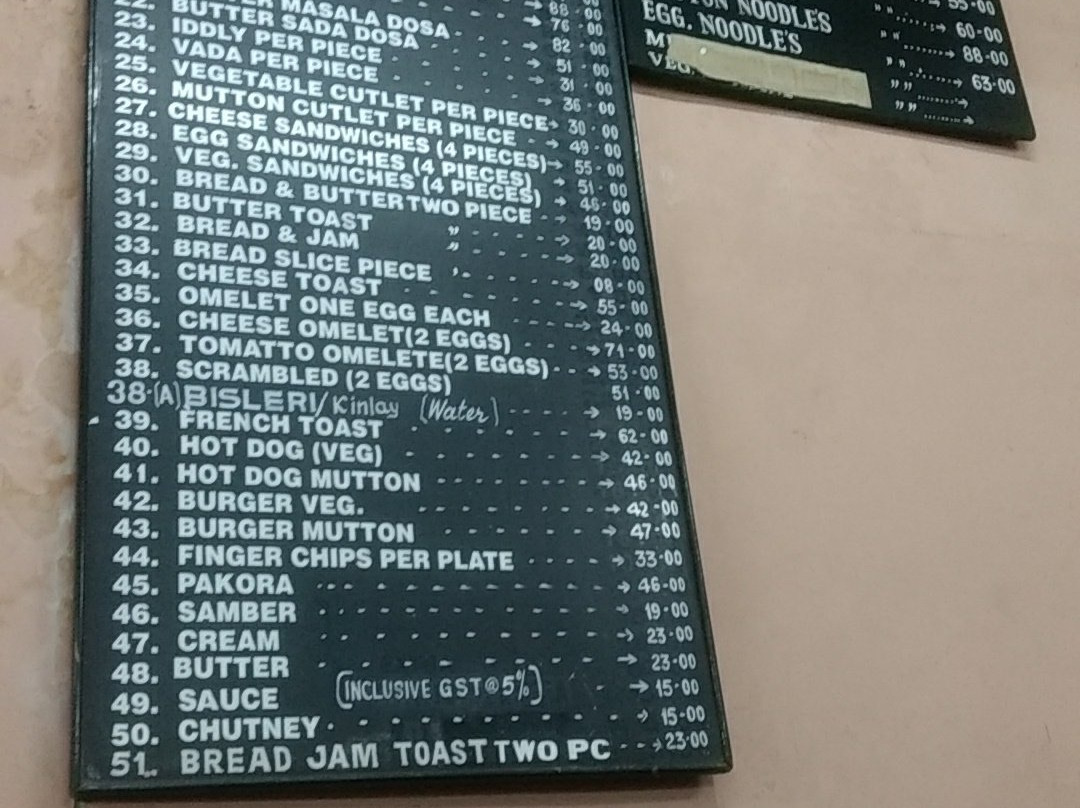 88-00
76-00
MASALA DOSA 82-00
22. BUTTER SADA DOSA 51-00
23. IDDLY PER PIECE 31-00
24. VADA PER PIECE 36-00
25. VEGETABLE CUTLET PER PIECE 30-00
26. MUTTON CUTLET PER PIECE 49-00
27. CHEESE SANDWICHES (4 PIECES) 55-00
28. EGG SANDWICHES (4 PIECES) 51-00
29. VEG. SANDWICHES (4 PIECES) 46-00
30. BREAD & BUTTER TWO PIECE 19-00
31. BUTTER TOAST " 20-00
32. BREAD & JAM " 20-00
33. BREAD SLICE PIECE 08-00
34. CHEESE TOAST 55-00
35. OMELET ONE EGG EACH 24-00
36. CHEESE OMELET(2 EGGS) 71-00
37. TOMATTO OMELETE(2 EGGS) 53-00
38. SCRAMBLED (2 EGGS) 51-00
38-(A) BISLERI/Kinlay (Water) 19-00
39. FRENCH TOAST 62-00
40. HOT DOG (VEG) 42-00
41. HOT DOG MUTTON 46-00
42. BURGER VEG. 42-00
43. BURGER MUTTON 47-00
44. FINGER CHIPS PER PLATE 33-00
45. PAKORA 46-00
46. SAMBER 19-00
47. CREAM 23-00
48. BUTTER 23-00
(INCLUSIVE GST@5%)
49. SAUCE 15-00
50. CHUTNEY 15-00
51. BREAD JAM TOAST TWO PC 23-00
NOODLE'S 55-00
EGG. NOODLE'S " 60-00
" 88-00
VEG. "" 63-00
""